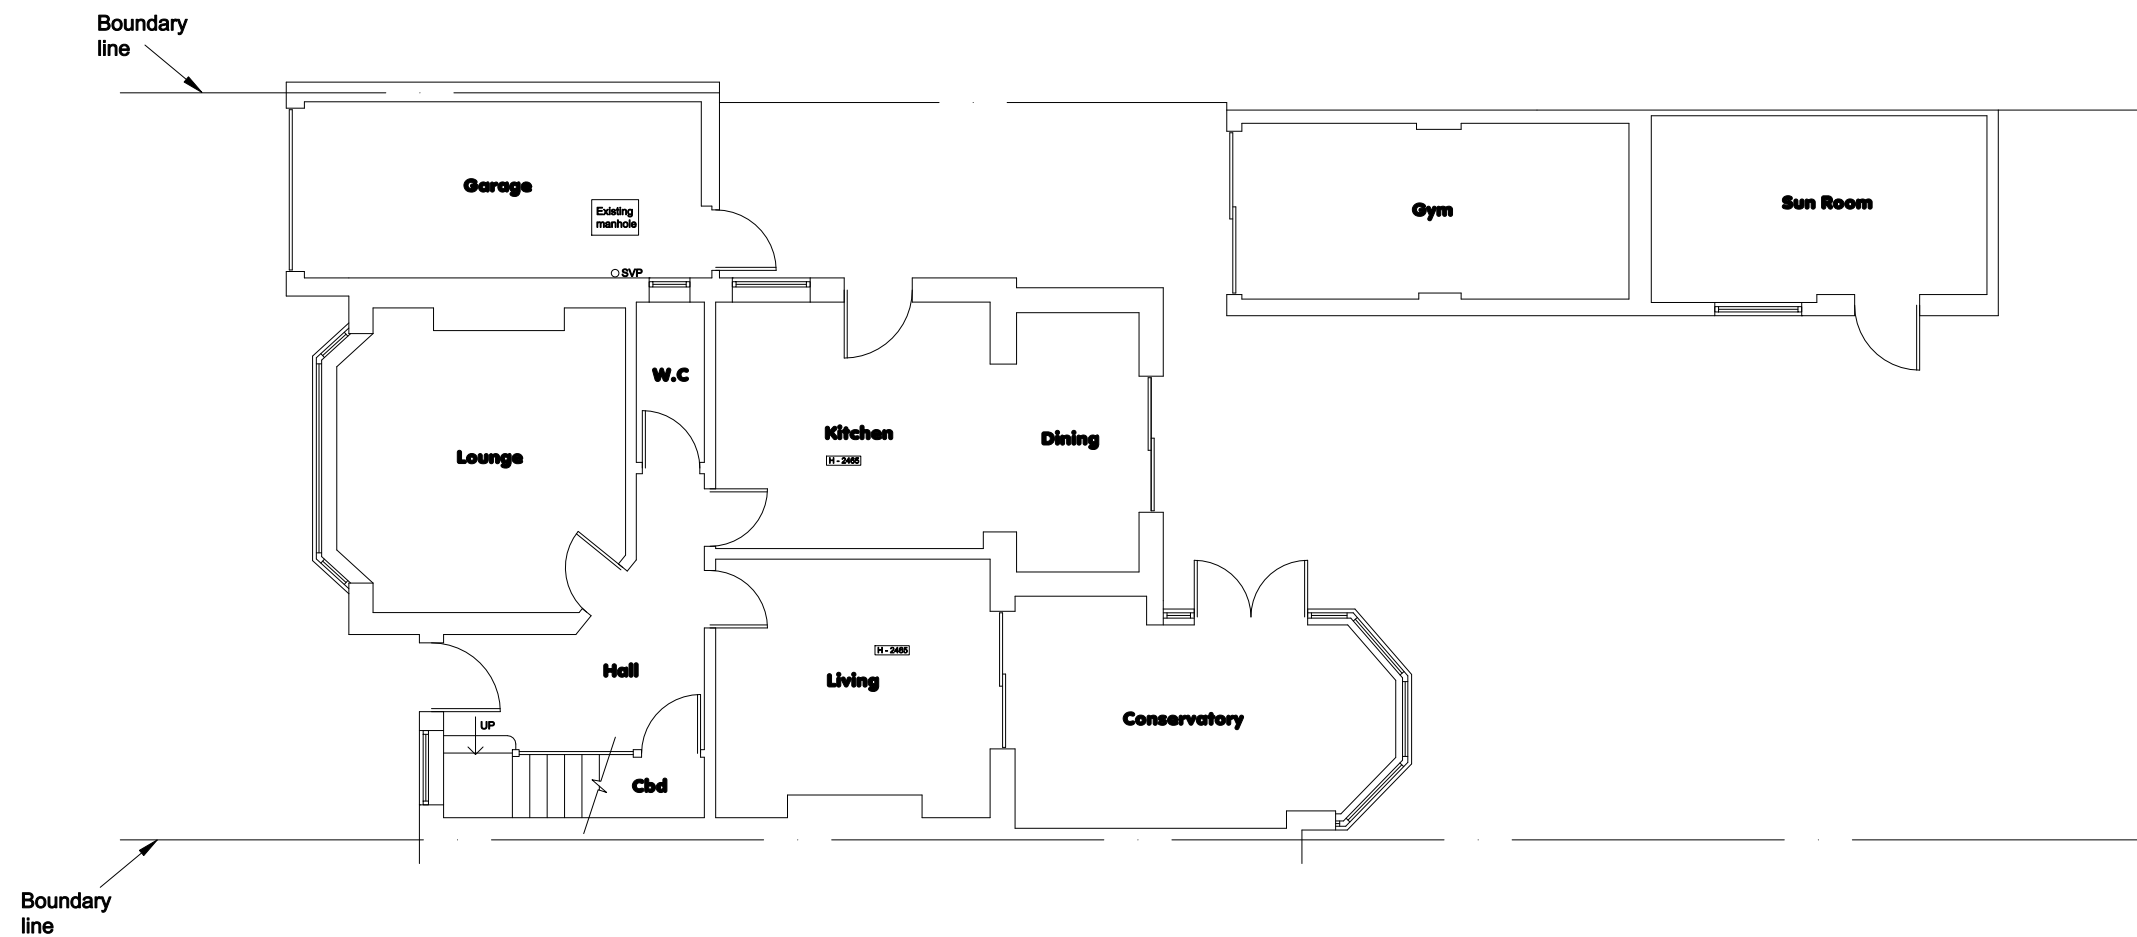 Boundary
line
Garage
Existing
manhole
SVP
Gym
Sun Room
W.C
Kitchen
H - 2465
Dining
Lounge
Hall
UP
Living
H - 2465
Conservatory
Cbd
Boundary
line